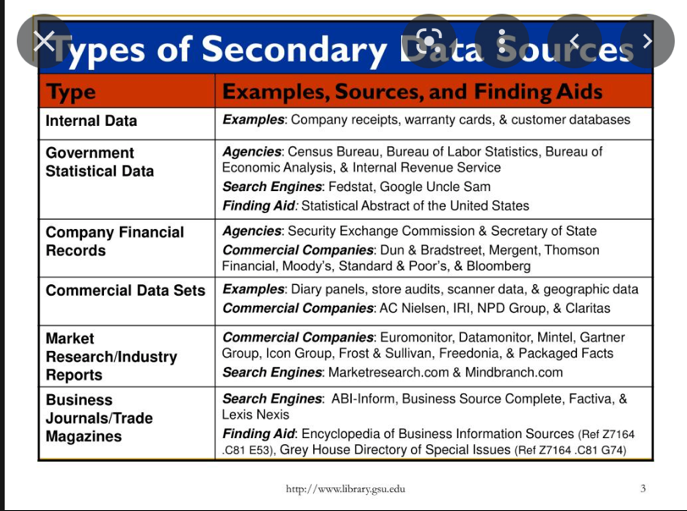 Types of Secondary Data Sources
Type Examples, Sources, and Finding Aids
Internal Data Examples: Company receipts, warranty cards, & customer databases
Government
Statistical Data
Agencies: Census Bureau, Bureau of Labor Statistics, Bureau of
Economic Analysis, & Internal Revenue Service
Search Engines: Fedstat, Google Uncle Sam
Finding Aid: Statistical Abstract of the United States
Company Financial
Records
Agencies: Security Exchange Commission & Secretary of State
Commercial Companies: Dun & Bradstreet, Mergent, Thomson
Financial, Moody's, Standard & Poor's, & Bloomberg
Commercial Data Sets
Examples: Diary panels, store audits, scanner data, & geographic data
Commercial Companies: AC Nielsen, IRI, NPD Group, & Claritas
Market
Research/Industry
Reports
Commercial Companies: Euromonitor, Datamonitor, Mintel, Gartner
Group, Icon Group, Frost & Sullivan, Freedonia, & Packaged Facts
Search Engines: Marketresearch.com & Mindbranch.com
Business
Journals/Trade
Magazines
Search Engines: ABI-Inform, Business Source Complete, Factiva, &
Lexis Nexis
Finding Aid: Encyclopedia of Business Information Sources (Ref Z7164
.C81 E53), Grey House Directory of Special Issues (Ref Z7164 .C81 G74)
http://www.library.gsu.edu 3